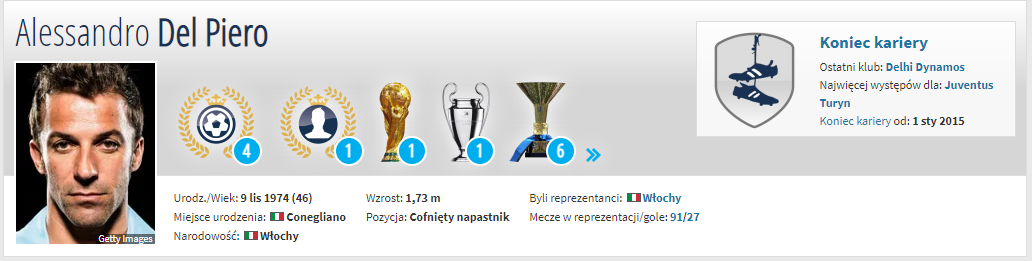 Alessandro Del Piero
Getty Images
4
1
1
1
6
»
Koniec kariery
Ostatni klub: Delhi Dynamos
Najwięcej występów dla: Juventus
Turyn
Koniec kariery od: 1 sty 2015
Urodz./Wiek: 9 lis 1974 (46)
Miejsce urodzenia: Conegliano
Narodowość: Włochy
Wzrost: 1,73 m
Pozycja: Cofnięty napastnik
Byli reprezentanci: Włochy
Mecze w reprezentacji/gole: 91/27